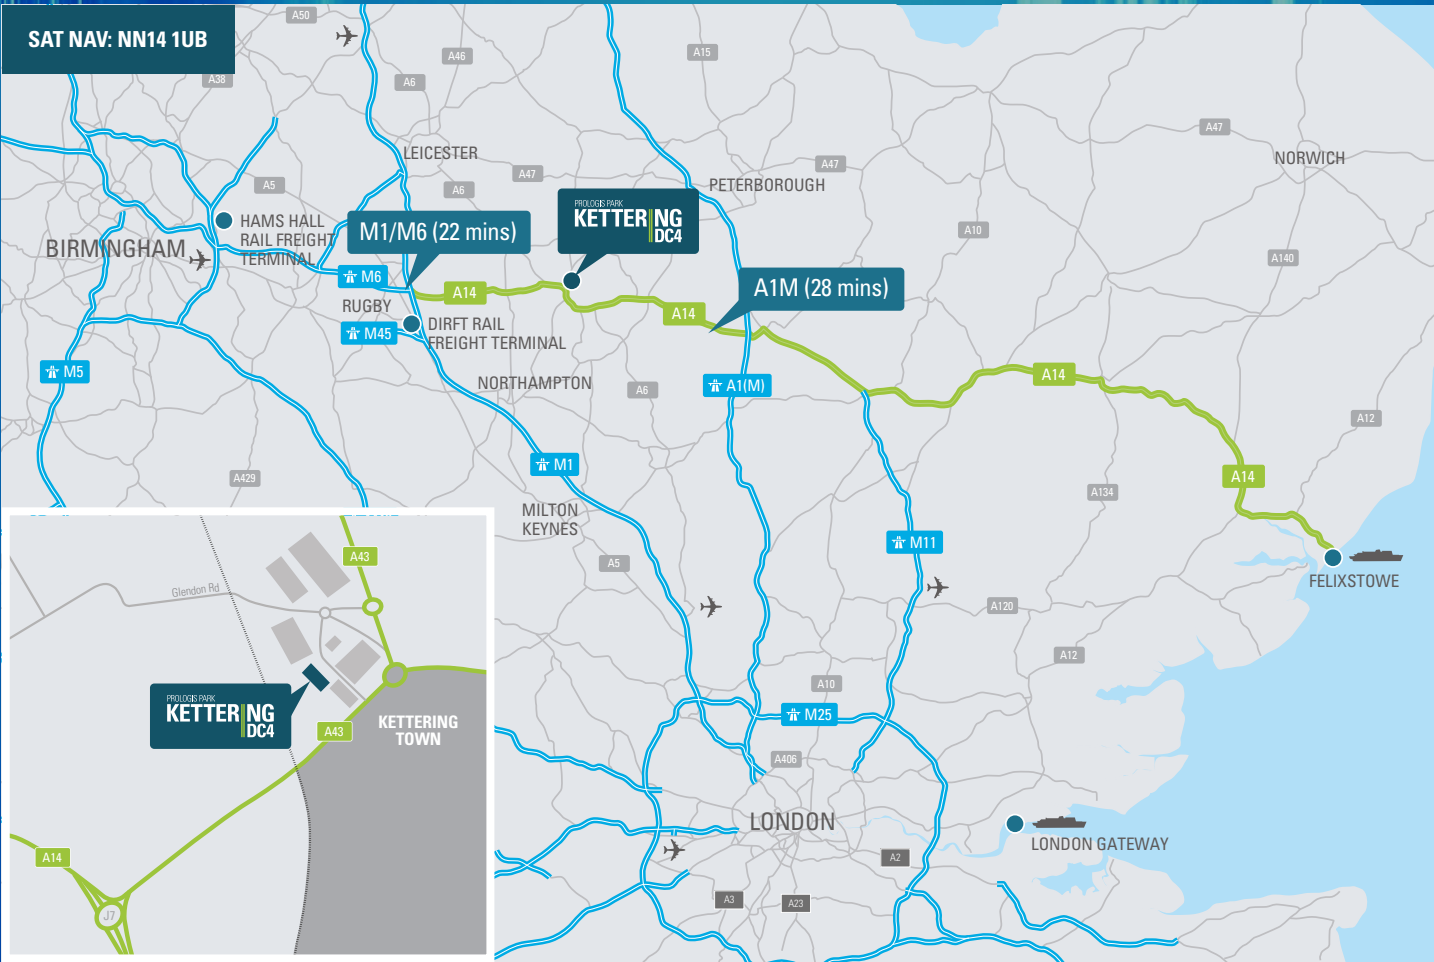 SAT NAV: NN14 1UB
A50
A38
A46
A6
A15
A47
NORWICH
LEICESTER
A5
A6
A47
A47
PETERBOROUGH
HAMS HALL
RAIL FREIGHT
TERMINAL
BIRMINGHAM
M1/M6 (22 mins)
PROLOGIS PARK
KETTERING
DC4
A10
A140
M6
A14
RUGBY
A14
A1M (28 mins)
M45
DIRFT RAIL
FREIGHT TERMINAL
M5
NORTHAMPTON
A6
A1(M)
A14
A12
M1
A429
A14
A134
MILTON
KEYNES
M11
A5
FELIXSTOWE
A120
A12
A10
M25
A406
LONDON
LONDON GATEWAY
A2
A3
A23
A43
Glendon Rd
PROLOGIS PARK
KETTERING
DC4
A43
KETTERING
TOWN
A14
J7